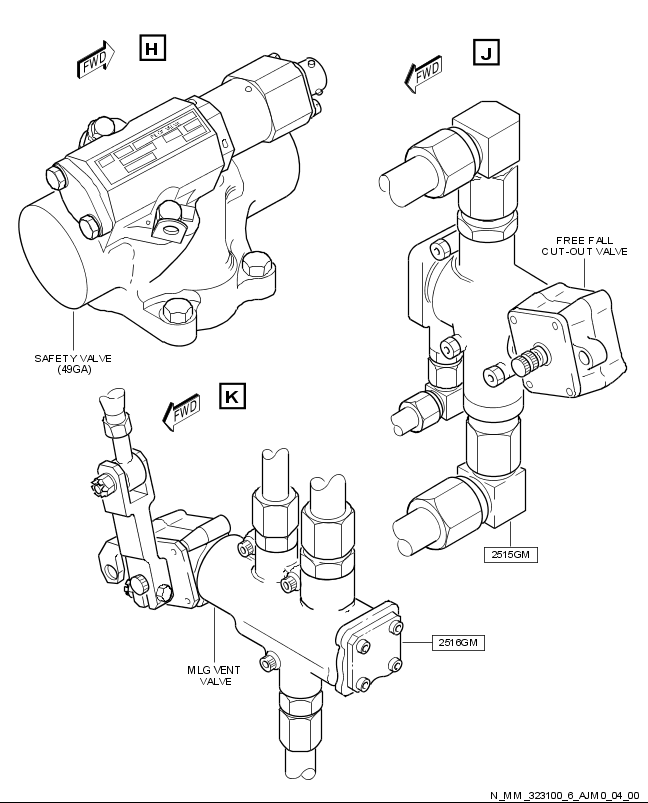 FWD
H
FWD
J
FREE FALL
CUT-OUT VALVE
SAFETY VALVE
(49GA)
FWD
K
2515GM
2516GM
MLG VENT
VALVE
N_MM_323100_6_AJM0_04_00